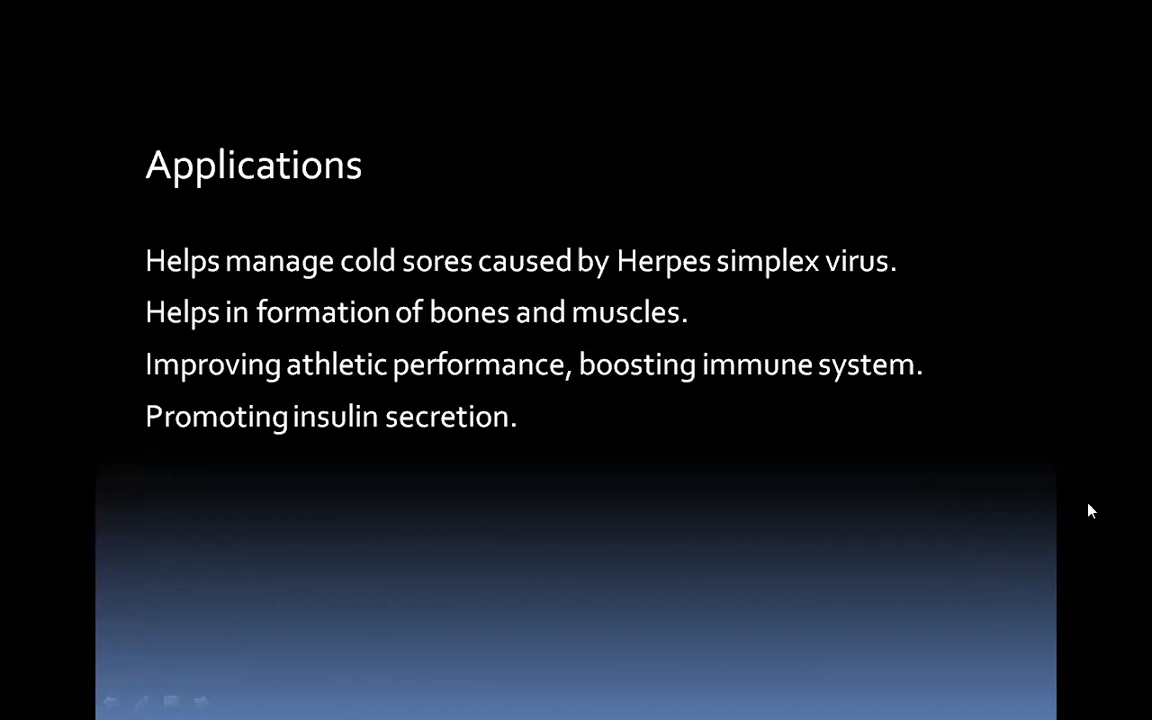 Applications
Helps manage cold sores caused by Herpes simplex virus.
Helps in formation of bones and muscles.
Improving athletic performance, boosting immune system.
Promoting insulin secretion.